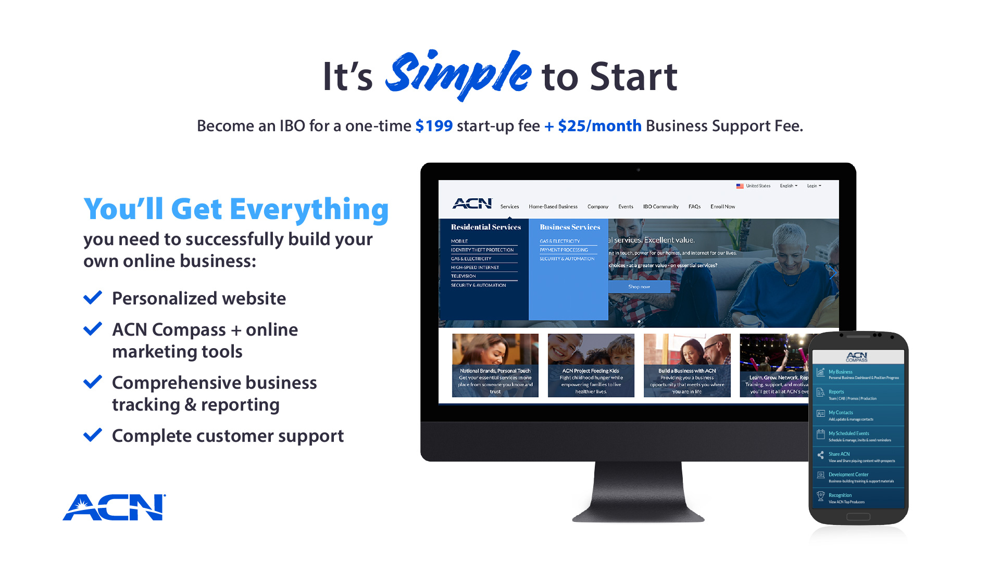 It's Simple to Start
Become an IBO for a one-time $199 start-up fee + $25/month Business Support Fee.
You'll Get Everything
you need to successfully build your
own online business:
Personalized website
ACN Compass + online
marketing tools
Comprehensive business
tracking & reporting
Complete customer support
ACN
United States English Login
ACN Services Home-Based Business Company Events IBO Community FAQs Enroll Now
Residential Services
MOBILE
IDENTITY THEFT PROTECTION
GAS & ELECTRICITY
HIGH-SPEED INTERNET
TELEVISION
SECURITY & AUTOMATION
Business Services
GAS & ELECTRICITY
PAYMENT PROCESSING
SECURITY & AUTOMATION
al services. Excellent value.
ng in touch, power for our homes, and internet for our lives.
choices - at a greater value - on essential services?
Shop now
National Brands, Personal Touch
Get your essential services in one
place from someone you know and
trust
ACN Project Feeding Kids
Fight childhood hunger while
empowering families to live
healthier lives.
Build a Business with ACN
Providing you a business
opportunity that meets you where
you are in life
Learn. Grow. Network. Rep
Training, support, and motiva
you'll get it all at ACN's eve
ACN
COMPASS
My Business
Personal Business Dashboard & Position Progress
Reports
Team | CAB | Promos | Production
My Contacts
Add, update & manage contacts
My Scheduled Events
Schedule & manage, invite & send reminders
Share ACN
View and Share piquing content with prospects
Development Center
Business-building training & support materials
Recognition
View ACN Top Producers